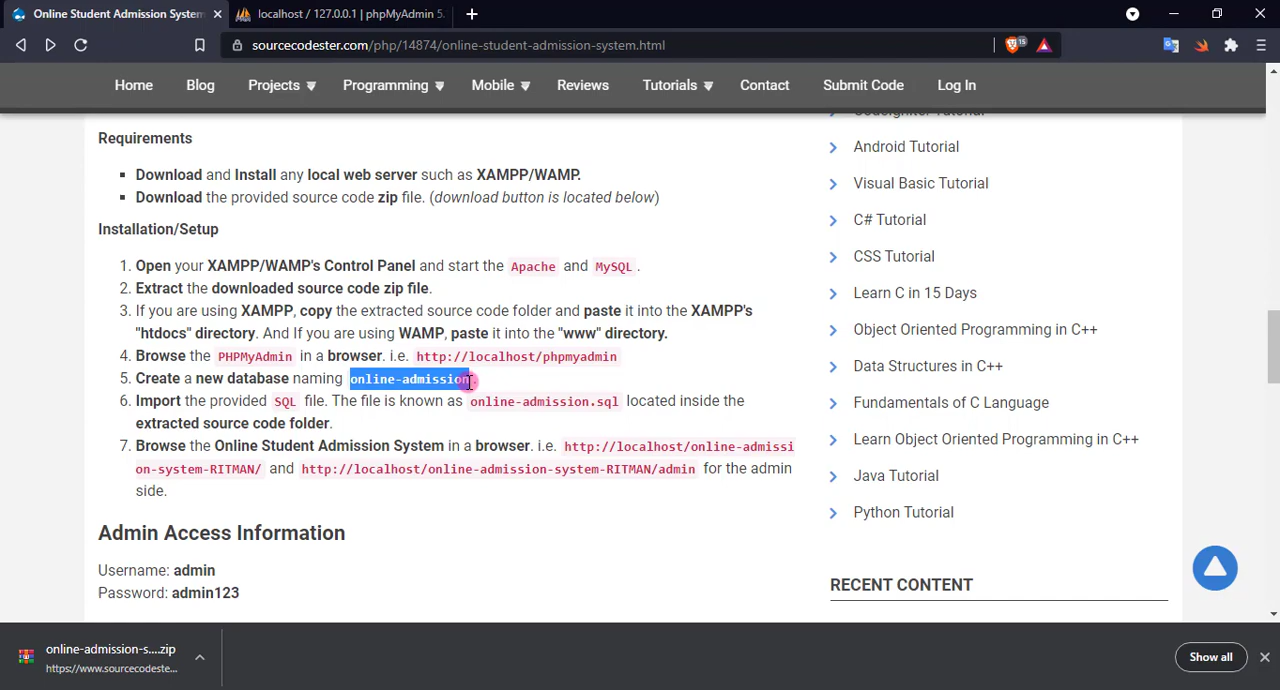 Online Student Admission System
localhost / 127.0.0.1 | phpMyAdmin 5.
sourcecodester.com/php/14874/online-student-admission-system.html
15
Home Blog Projects Programming Mobile Reviews Tutorials Contact Submit Code Log In
Requirements
Download and Install any local web server such as XAMPP/WAMP.
Download the provided source code zip file. (download button is located below)
Installation/Setup
1. Open your XAMPP/WAMP's Control Panel and start the Apache and MySQL.
2. Extract the downloaded source code zip file.
3. If you are using XAMPP, copy the extracted source code folder and paste it into the XAMPP's
"htdocs" directory. And If you are using WAMP, paste it into the "www" directory.
4. Browse the PHPMyAdmin in a browser. i.e. http://localhost/phpmyadmin
5. Create a new database naming online-admission.
6. Import the provided SQL file. The file is known as online-admission.sql located inside the
extracted source code folder.
7. Browse the Online Student Admission System in a browser. i.e. http://localhost/online-admissi
on-system-RITMAN/ and http://localhost/online-admission-system-RITMAN/admin for the admin
side.
Admin Access Information
Username: admin
Password: admin123
CodeIgniter Tutorial
Android Tutorial
Visual Basic Tutorial
C# Tutorial
CSS Tutorial
Learn C in 15 Days
Object Oriented Programming in C++
Data Structures in C++
Fundamentals of C Language
Learn Object Oriented Programming in C++
Java Tutorial
Python Tutorial
RECENT CONTENT
online-admission-s....zip
https://www.sourcecodeste...
Show all